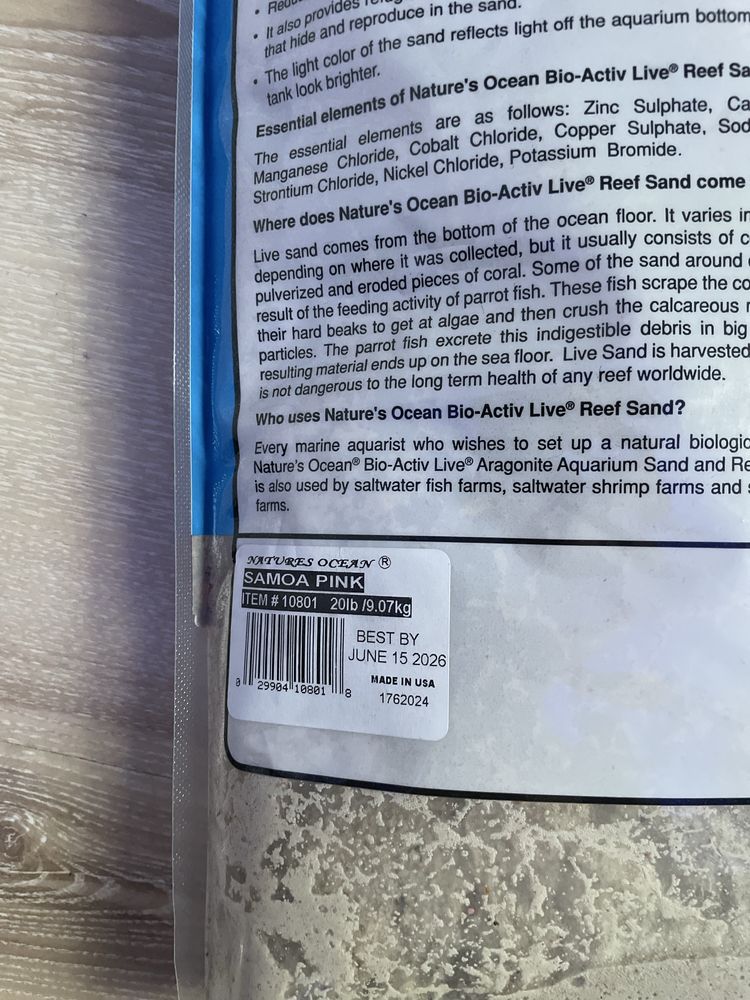 • It also provides
that hide and reproduce in the sand.
• The light color of the sand reflects light off the aquarium bottom
tank look brighter.
Essential elements of Nature's Ocean Bio-Activ Live® Reef Sa
The essential elements are as follows: Zinc Sulphate, Ca
Manganese Chloride, Cobalt Chloride, Copper Sulphate, Sod
Strontium Chloride, Nickel Chloride, Potassium Bromide.
Where does Nature's Ocean Bio-Activ Live® Reef Sand come
Live sand comes from the bottom of the ocean floor. It varies in
depending on where it was collected, but it usually consists of c
pulverized and eroded pieces of coral. Some of the sand around
result of the feeding activity of parrot fish. These fish scrape the co
their hard beaks to get at algae and then crush the calcareous
particles. The parrot fish excrete this indigestible debris in big
resulting material ends up on the sea floor. Live Sand is harvested
is not dangerous to the long term health of any reef worldwide.
Who uses Nature's Ocean Bio-Activ Live® Reef Sand?
Every marine aquarist who wishes to set up a natural biologic
Nature's Ocean® Bio-Activ Live® Aragonite Aquarium Sand and Re
is also used by saltwater fish farms, saltwater shrimp farms and
farms.
NATURES OCEAN ®
SAMOA PINK
ITEM # 10801 20lb /9.07kg
BEST BY
JUNE 15 2026
MADE IN USA
1762024
0 29904 10801 8